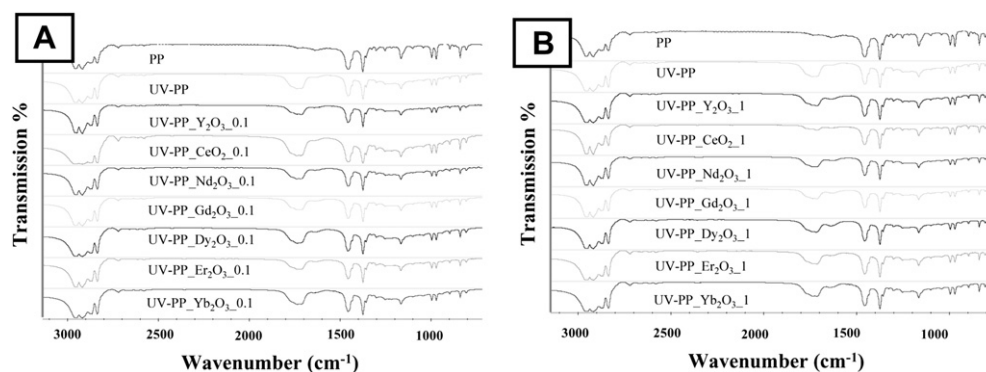 A
PP
UV-PP
UV-PP_Y₂O₃_0.1
UV-PP_CeO₂_0.1
UV-PP_Nd₂O₃_0.1
UV-PP_Gd₂O₃_0.1
UV-PP_Dy₂O₃_0.1
UV-PP_Er₂O₃_0.1
UV-PP_Yb₂O₃_0.1
Transmission %
3000 2500 2000 1500 1000
Wavenumber (cm⁻¹)
B
PP
UV-PP
UV-PP_Y₂O₃_1
UV-PP_CeO₂_1
UV-PP_Nd₂O₃_1
UV-PP_Gd₂O₃_1
UV-PP_Dy₂O₃_1
UV-PP_Er₂O₃_1
UV-PP_Yb₂O₃_1
Transmission %
3000 2500 2000 1500 1000
Wavenumber (cm⁻¹)